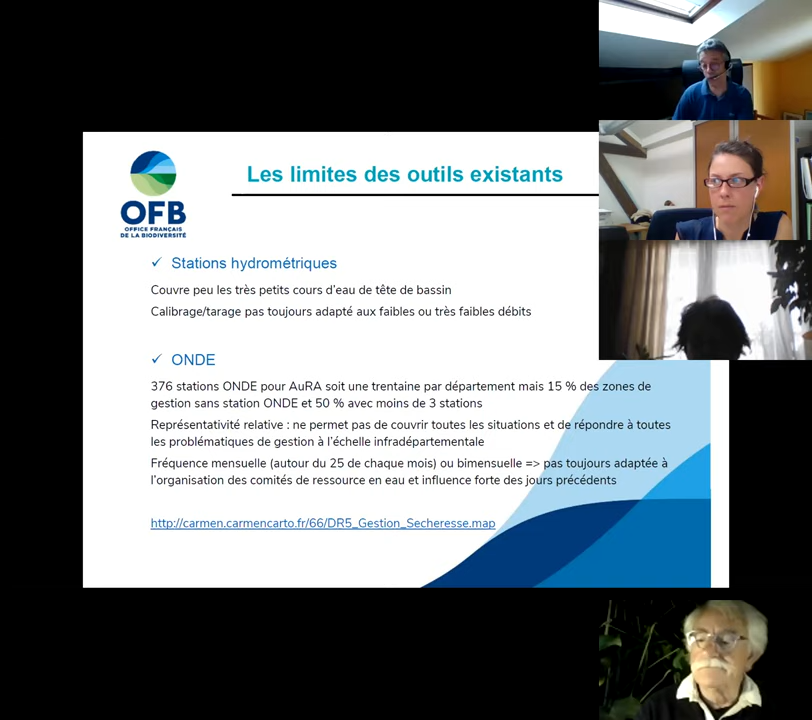 Les limites des outils existants
OFB
OFFICE FRANÇAIS
DE LA BIODIVERSITÉ
✓ Stations hydrométriques
Couvre peu les très petits cours d'eau de tête de bassin
Calibrage/tarage pas toujours adapté aux faibles ou très faibles débits
✓ ONDE
376 stations ONDE pour AuRA soit une trentaine par département mais 15 % des zones de
gestion sans station ONDE et 50 % avec moins de 3 stations
Représentativité relative : ne permet pas de couvrir toutes les situations et de répondre à toutes
les problématiques de gestion à l'échelle infradépartementale
Fréquence mensuelle (autour du 25 de chaque mois) ou bimensuelle => pas toujours adaptée à
l'organisation des comités de ressource en eau et influence forte des jours précédents
http://carmen.carmencarto.fr/66/DR5_Gestion_Secheresse.map